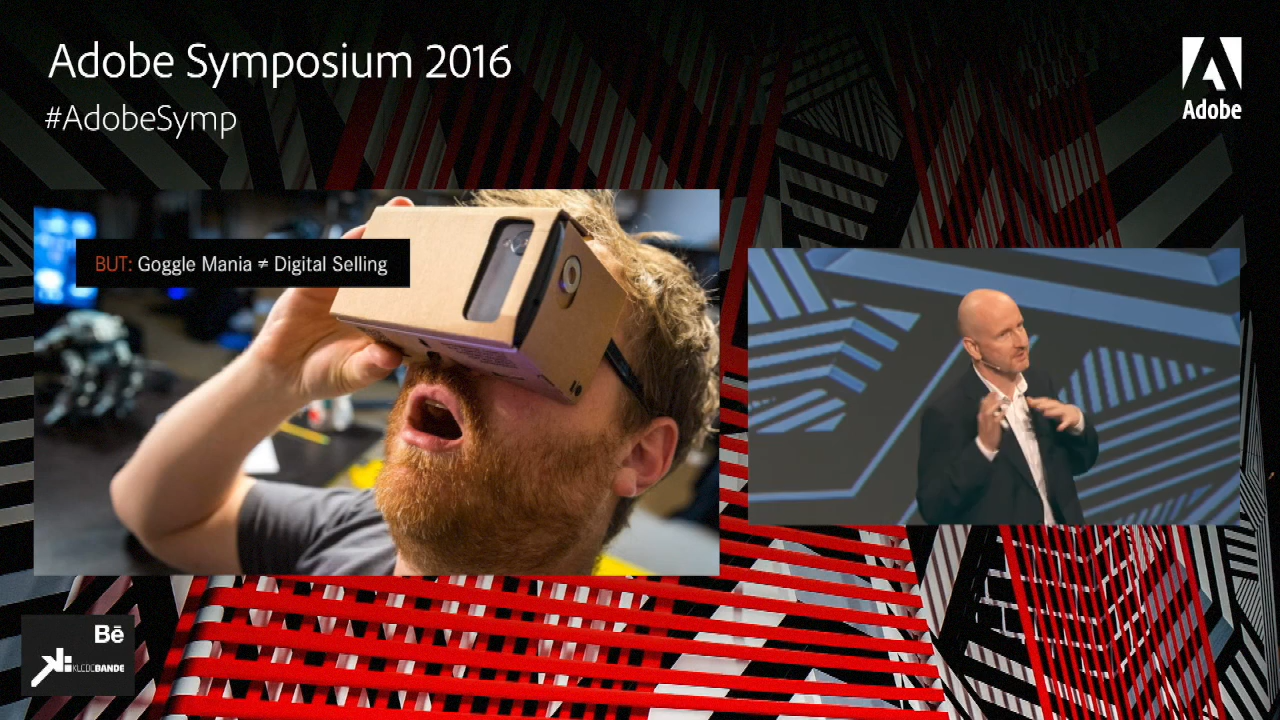 Adobe Symposium 2016
#AdobeSymp
Adobe
BUT: Goggle Mania ≠ Digital Selling
Bē